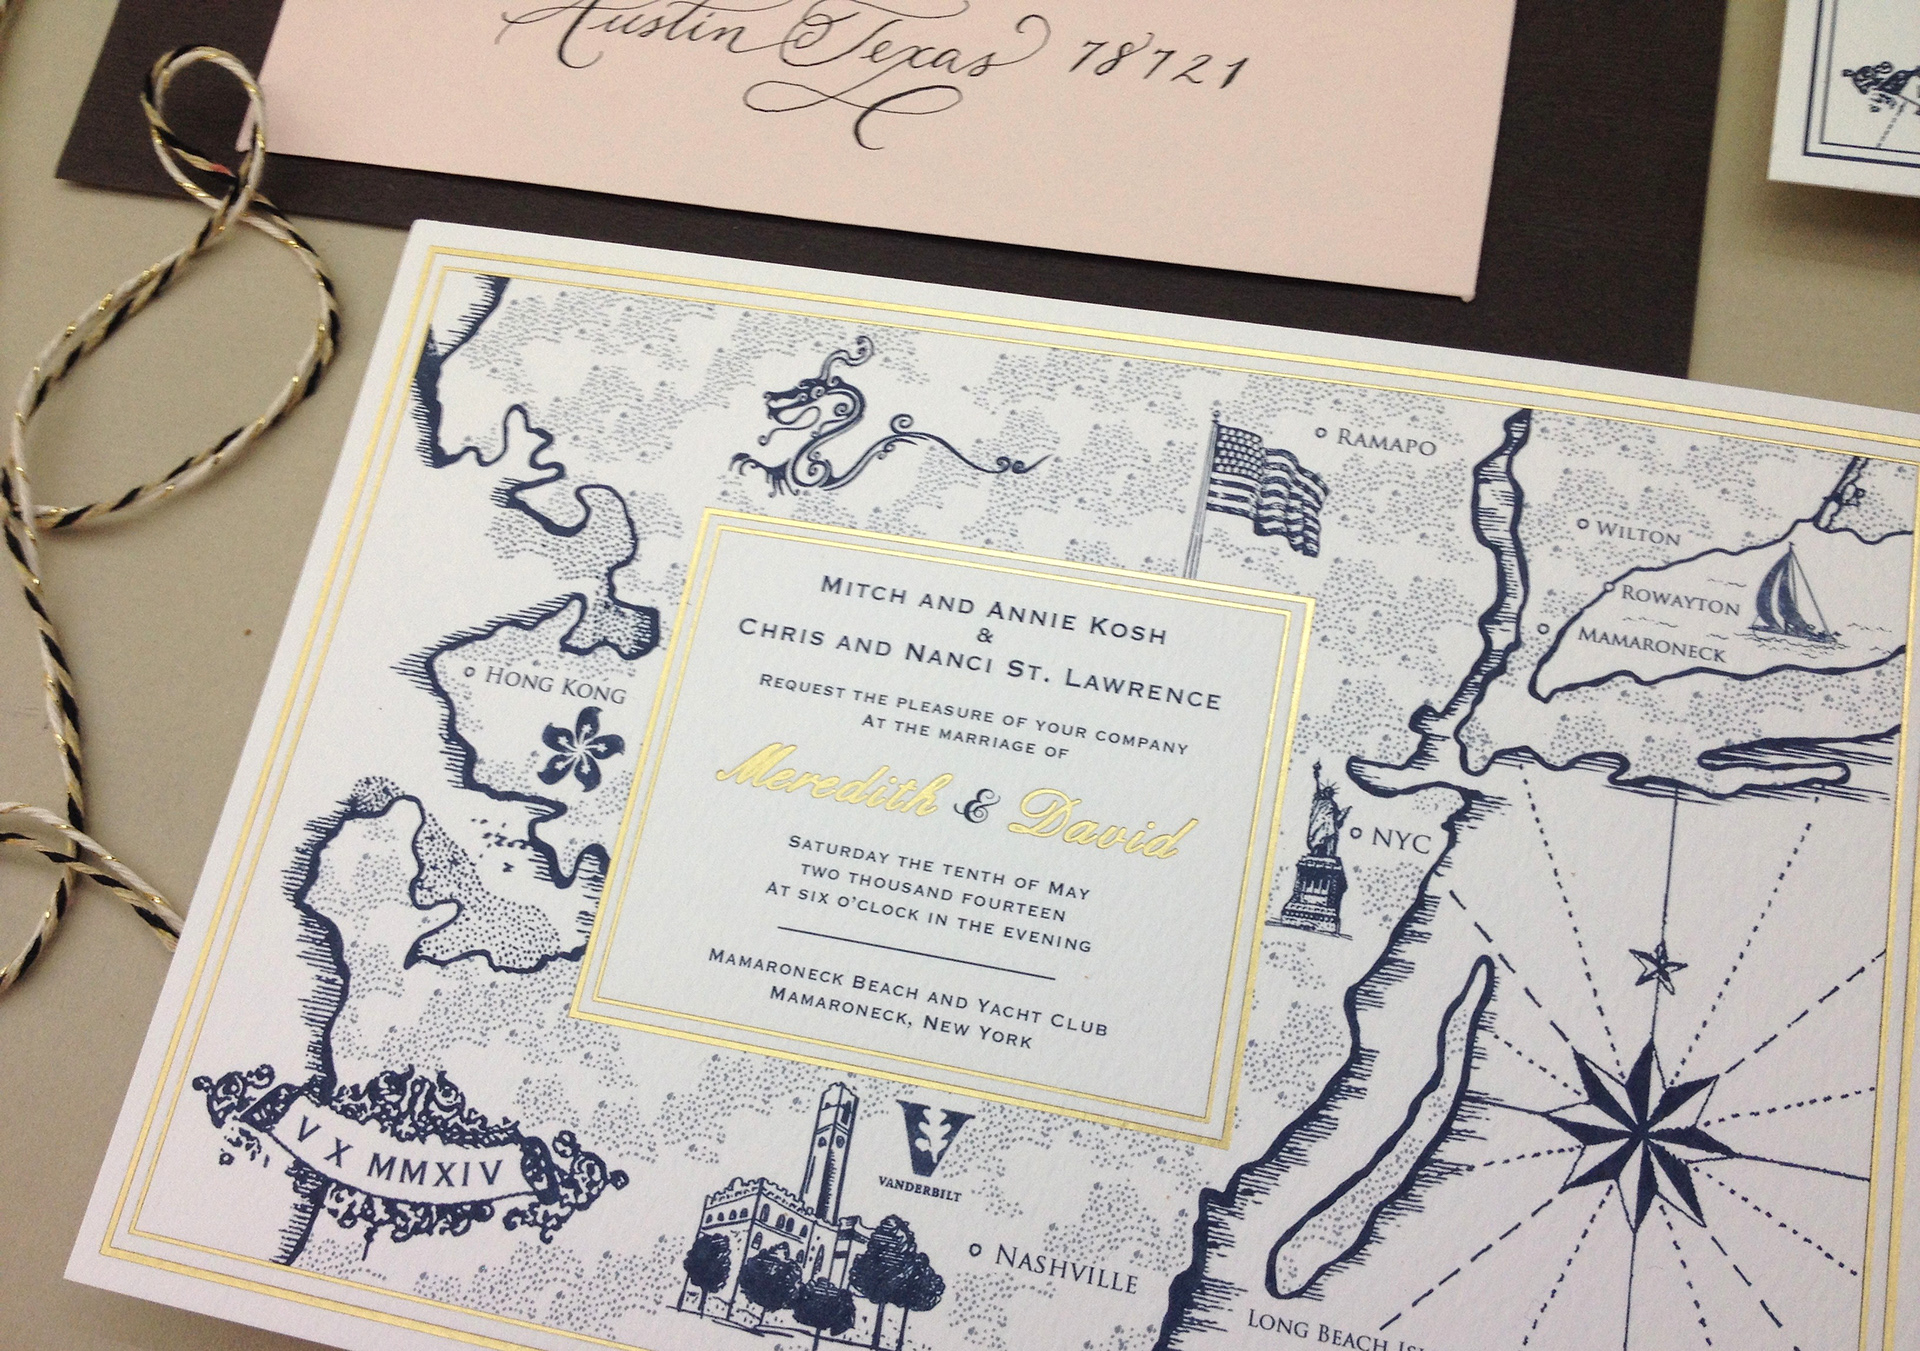 Austin Texas 78721
RAMAPO
WILTON
ROWAYTON
MAMARONECK
HONG KONG
MITCH AND ANNIE KOSH
&
CHRIS AND NANCI ST. LAWRENCE
REQUEST THE PLEASURE OF YOUR COMPANY
AT THE MARRIAGE OF
Meredith & David
SATURDAY THE TENTH OF MAY
TWO THOUSAND FOURTEEN
AT SIX O'CLOCK IN THE EVENING
MAMARONECK BEACH AND YACHT CLUB
MAMARONECK, NEW YORK
NYC
V X MMXIV
V
VANDERBILT
NASHVILLE
LONG BEACH